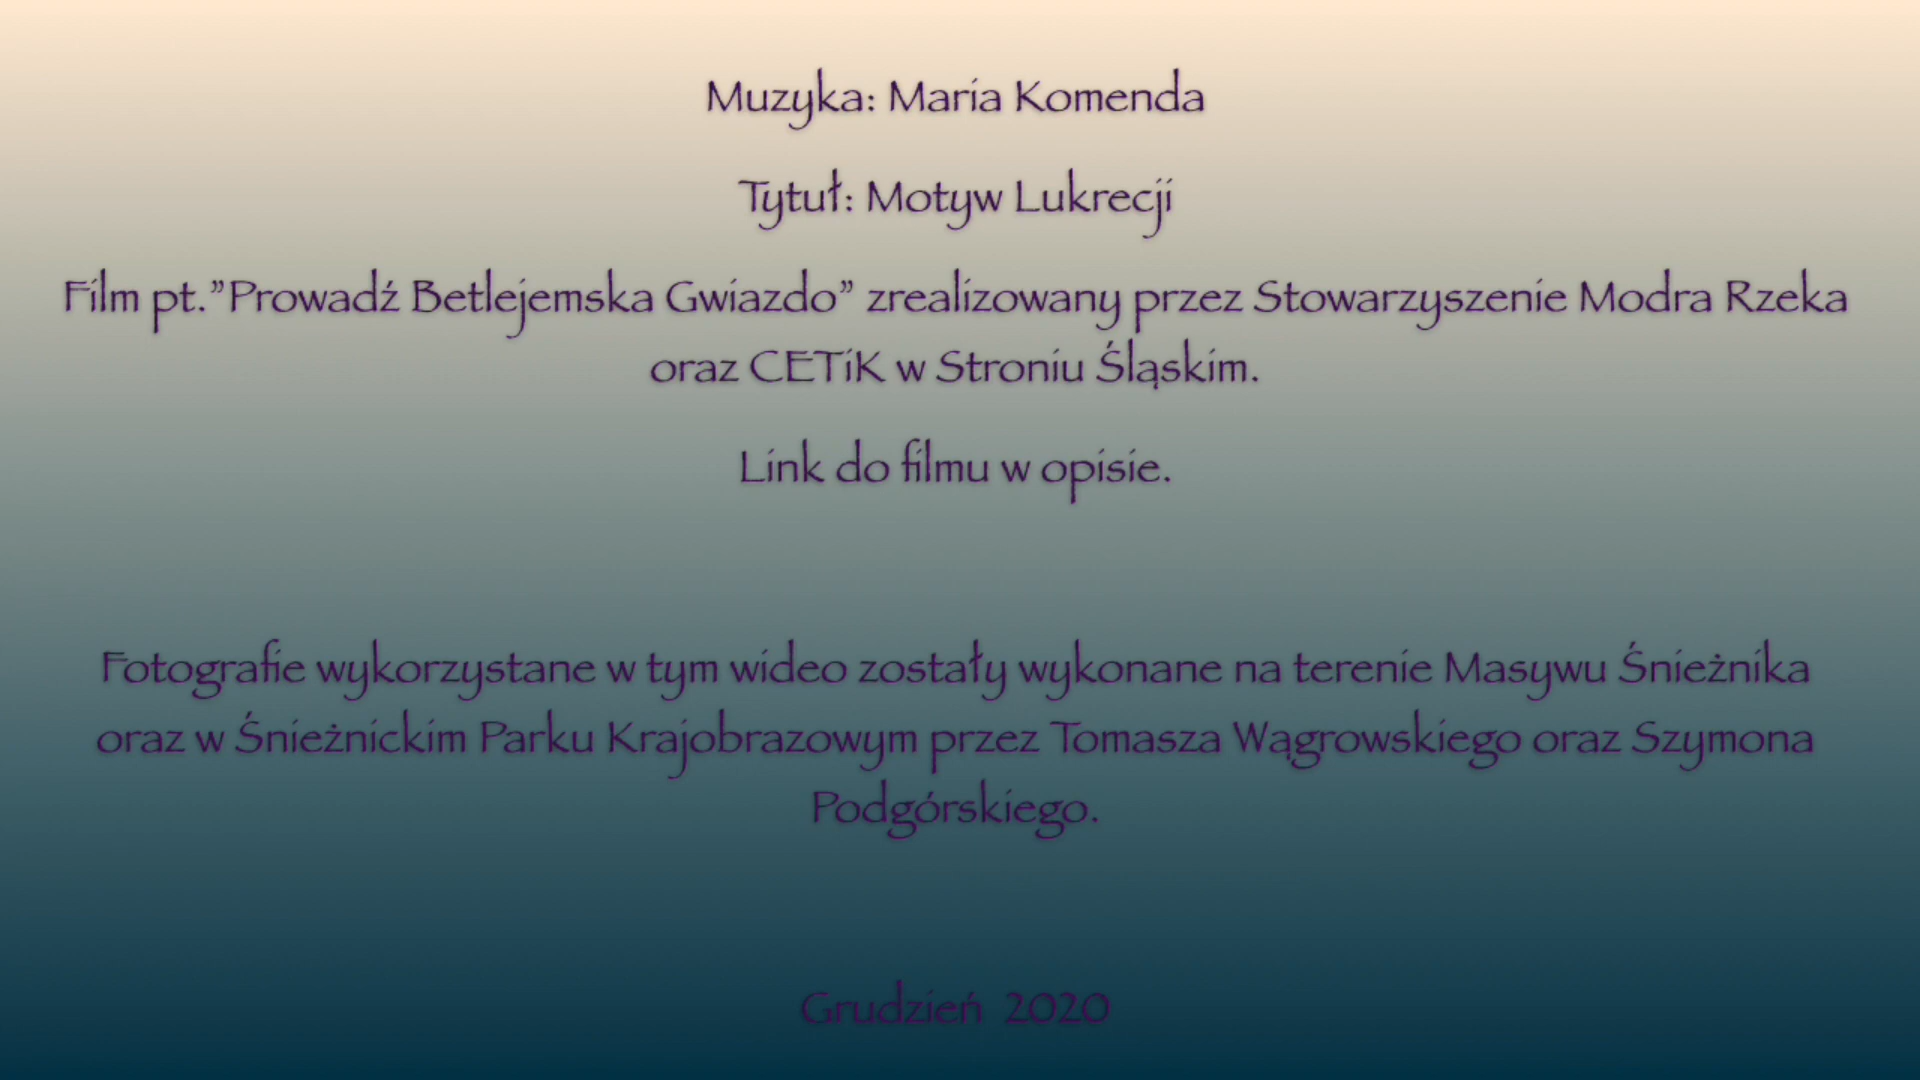 Muzyka: Maria Komenda
Tytuł: Motyw Lukrecji
Film pt.”Prowadź Betlejemska Gwiazdo” zrealizowany przez Stowarzyszenie Modra Rzeka
oraz CETiK w Stroniu Śląskim.
Link do filmu w opisie.
Fotografie wykorzystane w tym wideo zostały wykonane na terenie Masywu Śnieżnika
oraz w Śnieżnickim Parku Krajobrazowym przez Tomasza Wągrowskiego oraz Szymona
Podgórskiego.
Grudzień 2020